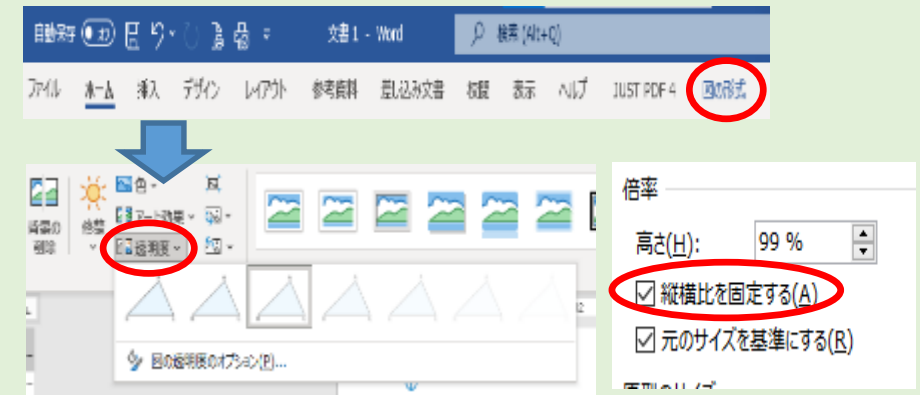 自動保存 オフ 文書1 - Word 検索 (Alt+Q)
ファイル ホーム 挿入 デザイン レイアウト 参考資料 差し込み文書 校閲 表示 ヘルプ JUST PDF 4 図の形式
背景の
削除
修整
色
アート効果
透明度
図の透明度のオプション(P)...
倍率
高さ(H): 99 %
縦横比を固定する(A)
元のサイズを基準にする(R)